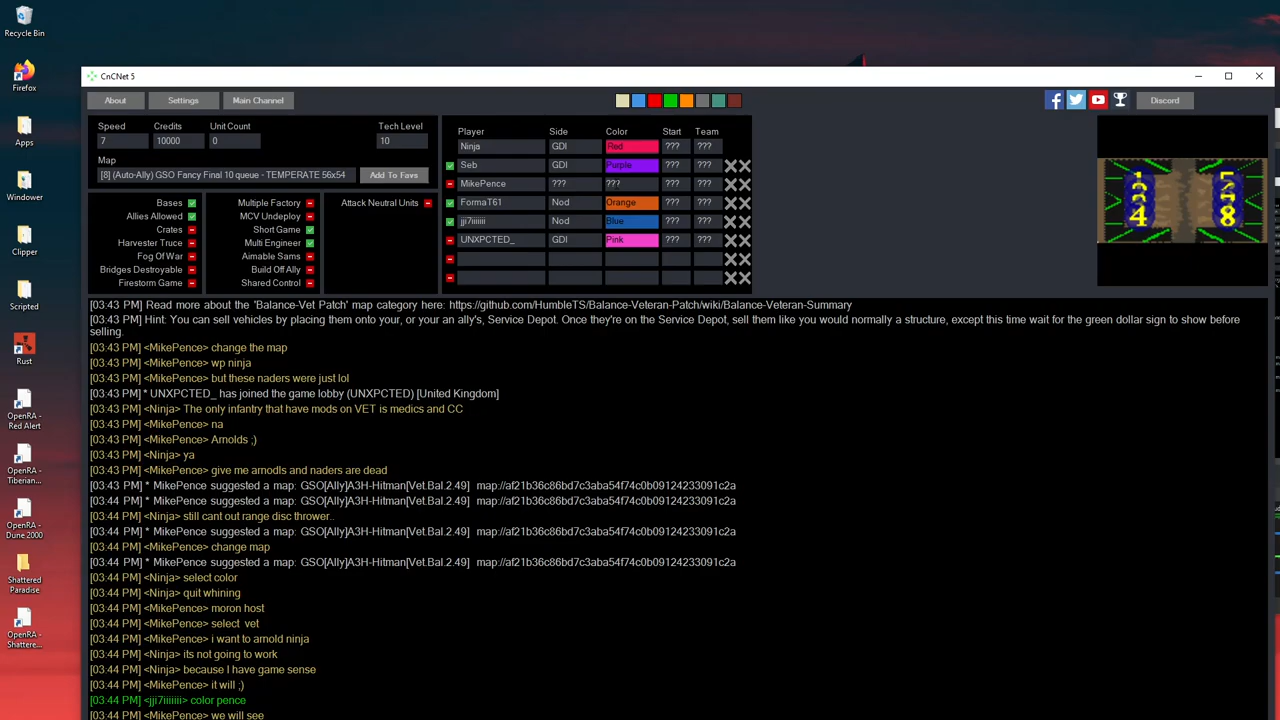 Recycle Bin
Firefox
Apps
Windower
Clipper
Scripted
Rust
OpenRA -
Red Alert
OpenRA -
Tiberian...
OpenRA -
Dune 2000
Shattered
Paradise
OpenRA -
Shattere...
CnCNet 5
About Settings Main Channel
Discord
Speed Credits Unit Count Tech Level
7 10000 0 10
Map
[8] (Auto-Ally) GSO Fancy Final 10 queue - TEMPERATE 56x54 Add To Favs
Bases
Allies Allowed
Crates
Harvester Truce
Fog Of War
Bridges Destroyable
Firestorm Game
Multiple Factory
MCV Undeploy
Short Game
Multi Engineer
Aimable Sams
Build Off Ally
Shared Control
Attack Neutral Units
Player Side Color Start Team
Ninja GDI Red ??? ???
Seb GDI Purple ??? ???
MikePence ??? ??? ??? ???
FormaT61 Nod Orange ??? ???
jji7iiiiiii Nod Blue ??? ???
UNXPCTED_ GDI Pink ??? ???
[03:43 PM] Read more about the 'Balance-Vet Patch' map category here: https://github.com/HumbleTS/Balance-Veteran-Patch/wiki/Balance-Veteran-Summary
[03:43 PM] Hint: You can sell vehicles by placing them onto your, or your an ally's, Service Depot. Once they're on the Service Depot, sell them like you would normally a structure, except this time wait for the green dollar sign to show before
selling.
[03:43 PM] <MikePence> change the map
[03:43 PM] <MikePence> wp ninja
[03:43 PM] <MikePence> but these naders were just lol
[03:43 PM] * UNXPCTED_ has joined the game lobby (UNXPCTED) [United Kingdom]
[03:43 PM] <Ninja> The only infantry that have mods on VET is medics and CC
[03:43 PM] <MikePence> na
[03:43 PM] <MikePence> Arnolds ;)
[03:43 PM] <Ninja> ya
[03:43 PM] <MikePence> give me arnodls and naders are dead
[03:43 PM] * MikePence suggested a map: GSO[Ally]A3H-Hitman[Vet.Bal.2.49] map://af21b36c86bd7c3aba54f74c0b09124233091c2a
[03:43 PM] * MikePence suggested a map: GSO[Ally]A3H-Hitman[Vet.Bal.2.49] map://af21b36c86bd7c3aba54f74c0b09124233091c2a
[03:43 PM] <Ninja> still cant out range disc thrower..
[03:43 PM] * MikePence suggested a map: GSO[Ally]A3H-Hitman[Vet.Bal.2.49] map://af21b36c86bd7c3aba54f74c0b09124233091c2a
[03:44 PM] <MikePence> change map
[03:44 PM] * MikePence suggested a map: GSO[Ally]A3H-Hitman[Vet.Bal.2.49] map://af21b36c86bd7c3aba54f74c0b09124233091c2a
[03:44 PM] <Ninja> select color
[03:44 PM] <Ninja> quit whining
[03:44 PM] <MikePence> moron host
[03:44 PM] <MikePence> select vet
[03:44 PM] <MikePence> i want to arnold ninja
[03:44 PM] <Ninja> its not going to work
[03:44 PM] <Ninja> because I have game sense
[03:44 PM] <MikePence> it will ;)
[03:44 PM] <jji7iiiiiii> color pence
[03:44 PM] <MikePence> we will see